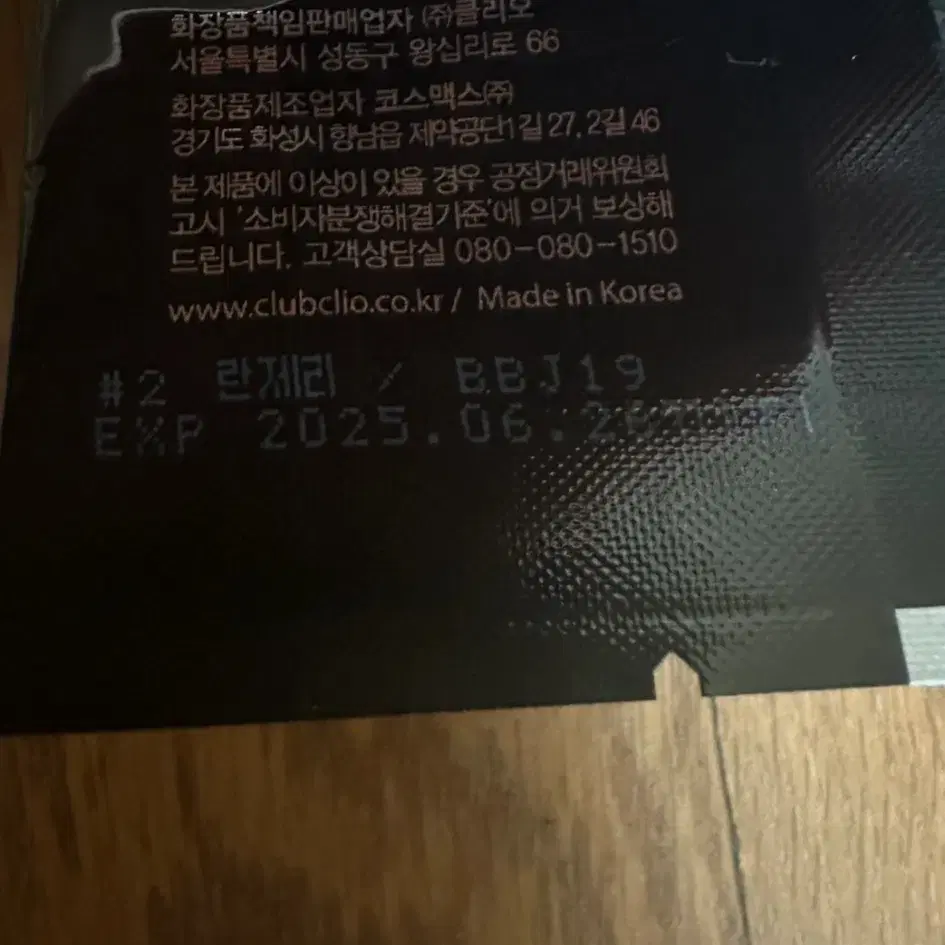 화장품책임판매업자 (주)클리오
서울특별시 성동구 왕십리로 66
화장품제조업자 코스맥스(주)
경기도 화성시 향남읍 제약공단1길 27, 2길 46
본 제품에 이상이 있을 경우 공정거래위원회
고시 '소비자분쟁해결기준'에 의거 보상해
드립니다. 고객상담실 080-080-1510
www.clubclio.co.kr / Made in Korea
#2 란제리 / BBJ19
EXP 2025.06.26